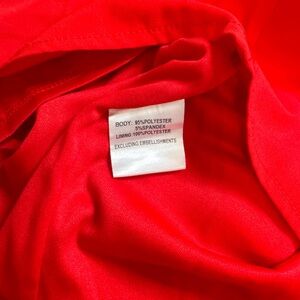 BODY: 95%POLYESTER
5%SPANDEX
LINING: 100%POLYESTER
EXCLUDING EMBELLISHMENTS